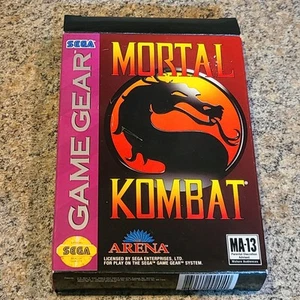 SEGA
GAME GEAR
SEGA
MORTAL
KOMBAT
ARENA
LICENSED BY SEGA ENTERPRISES, LTD.
FOR PLAY ON THE SEGA™ GAME GEAR™ SYSTEM.
MA-13